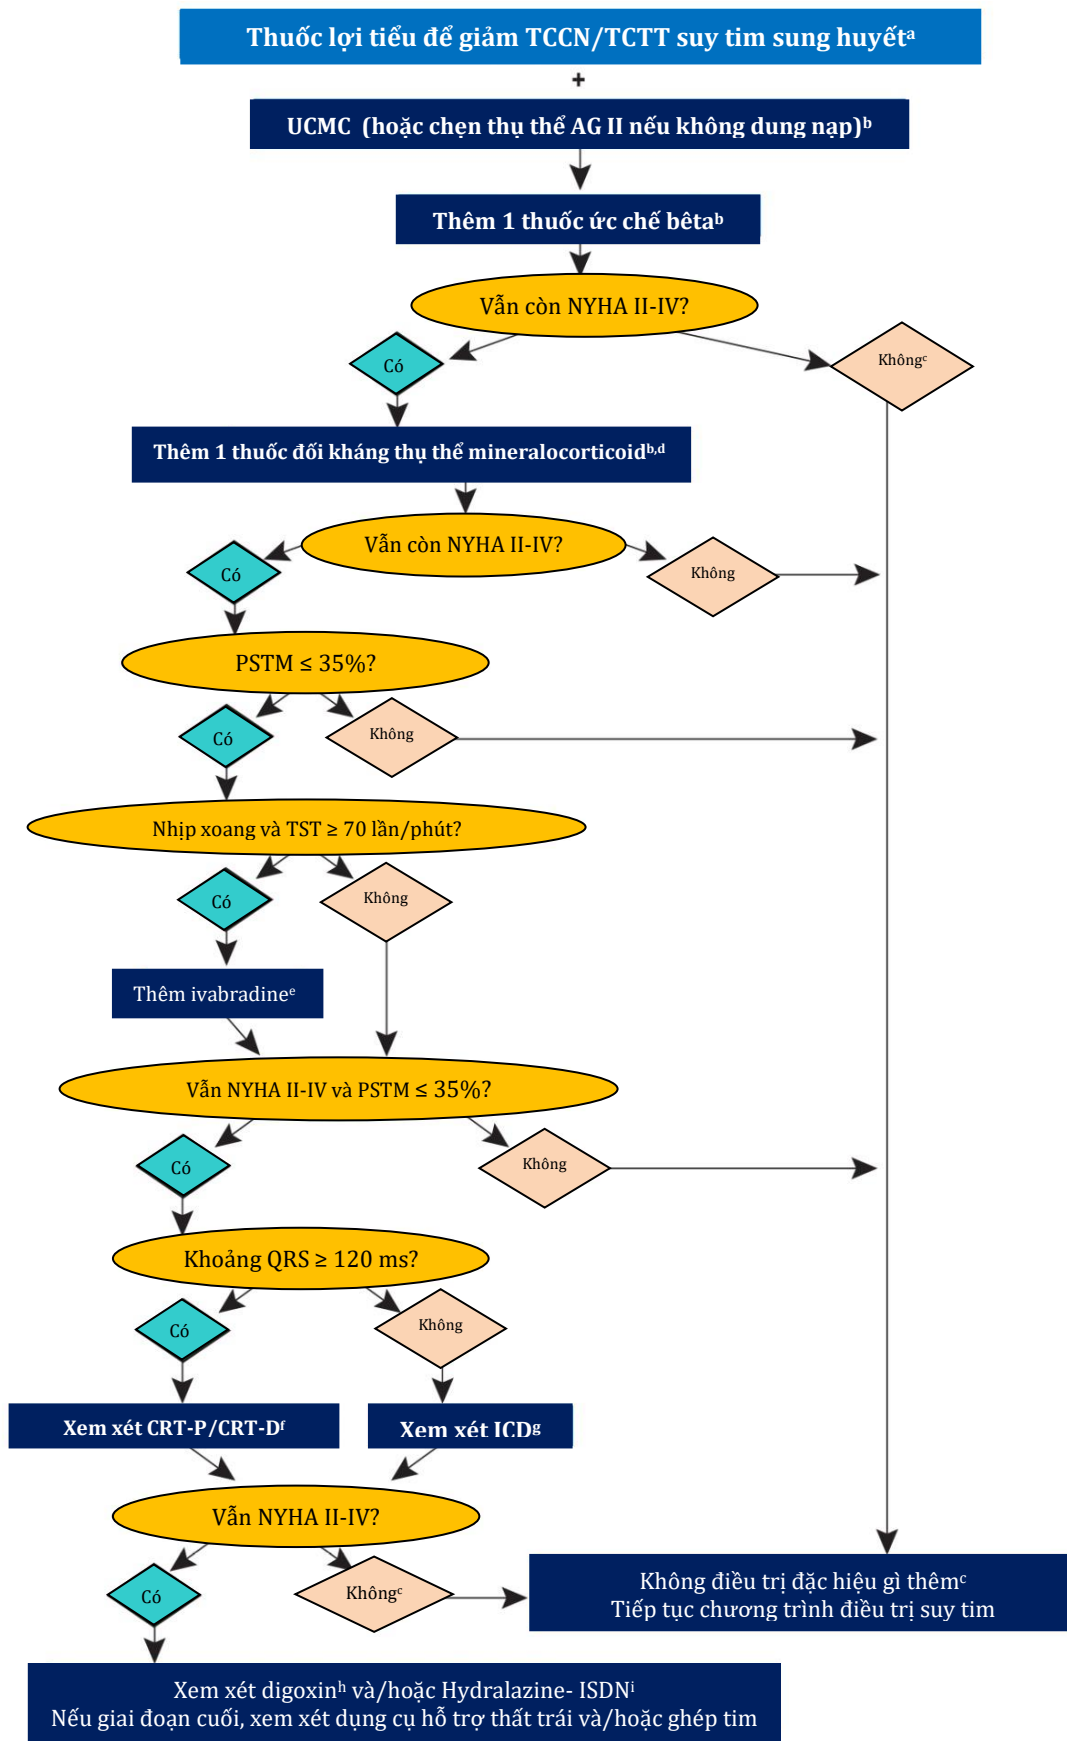 Thuốc lợi tiểu để giảm TCCN/TCTT suy tim sung huyếtᵃ
+
UCMC (hoặc chẹn thụ thể AG II nếu không dung nạp)ᵇ
Thêm 1 thuốc ức chế bêtaᵇ
Vẫn còn NYHA II-IV?
Có
Khôngᶜ
Thêm 1 thuốc đối kháng thụ thể mineralocorticoidᵇ,ᵈ
Vẫn còn NYHA II-IV?
Có
Không
PSTM ≤ 35%?
Có
Không
Nhịp xoang và TST ≥ 70 lần/phút?
Có
Không
Thêm ivabradineᵉ
Vẫn NYHA II-IV và PSTM ≤ 35%?
Có
Không
Khoảng QRS ≥ 120 ms?
Có
Không
Xem xét CRT-P/CRT-Dᶠ
Xem xét ICDᵍ
Vẫn NYHA II-IV?
Có
Khôngᶜ
Không điều trị đặc hiệu gì thêmᶜ
Tiếp tục chương trình điều trị suy tim
Xem xét digoxinʰ và/hoặc Hydralazine- ISDNⁱ
Nếu giai đoạn cuối, xem xét dụng cụ hỗ trợ thất trái và/hoặc ghép tim